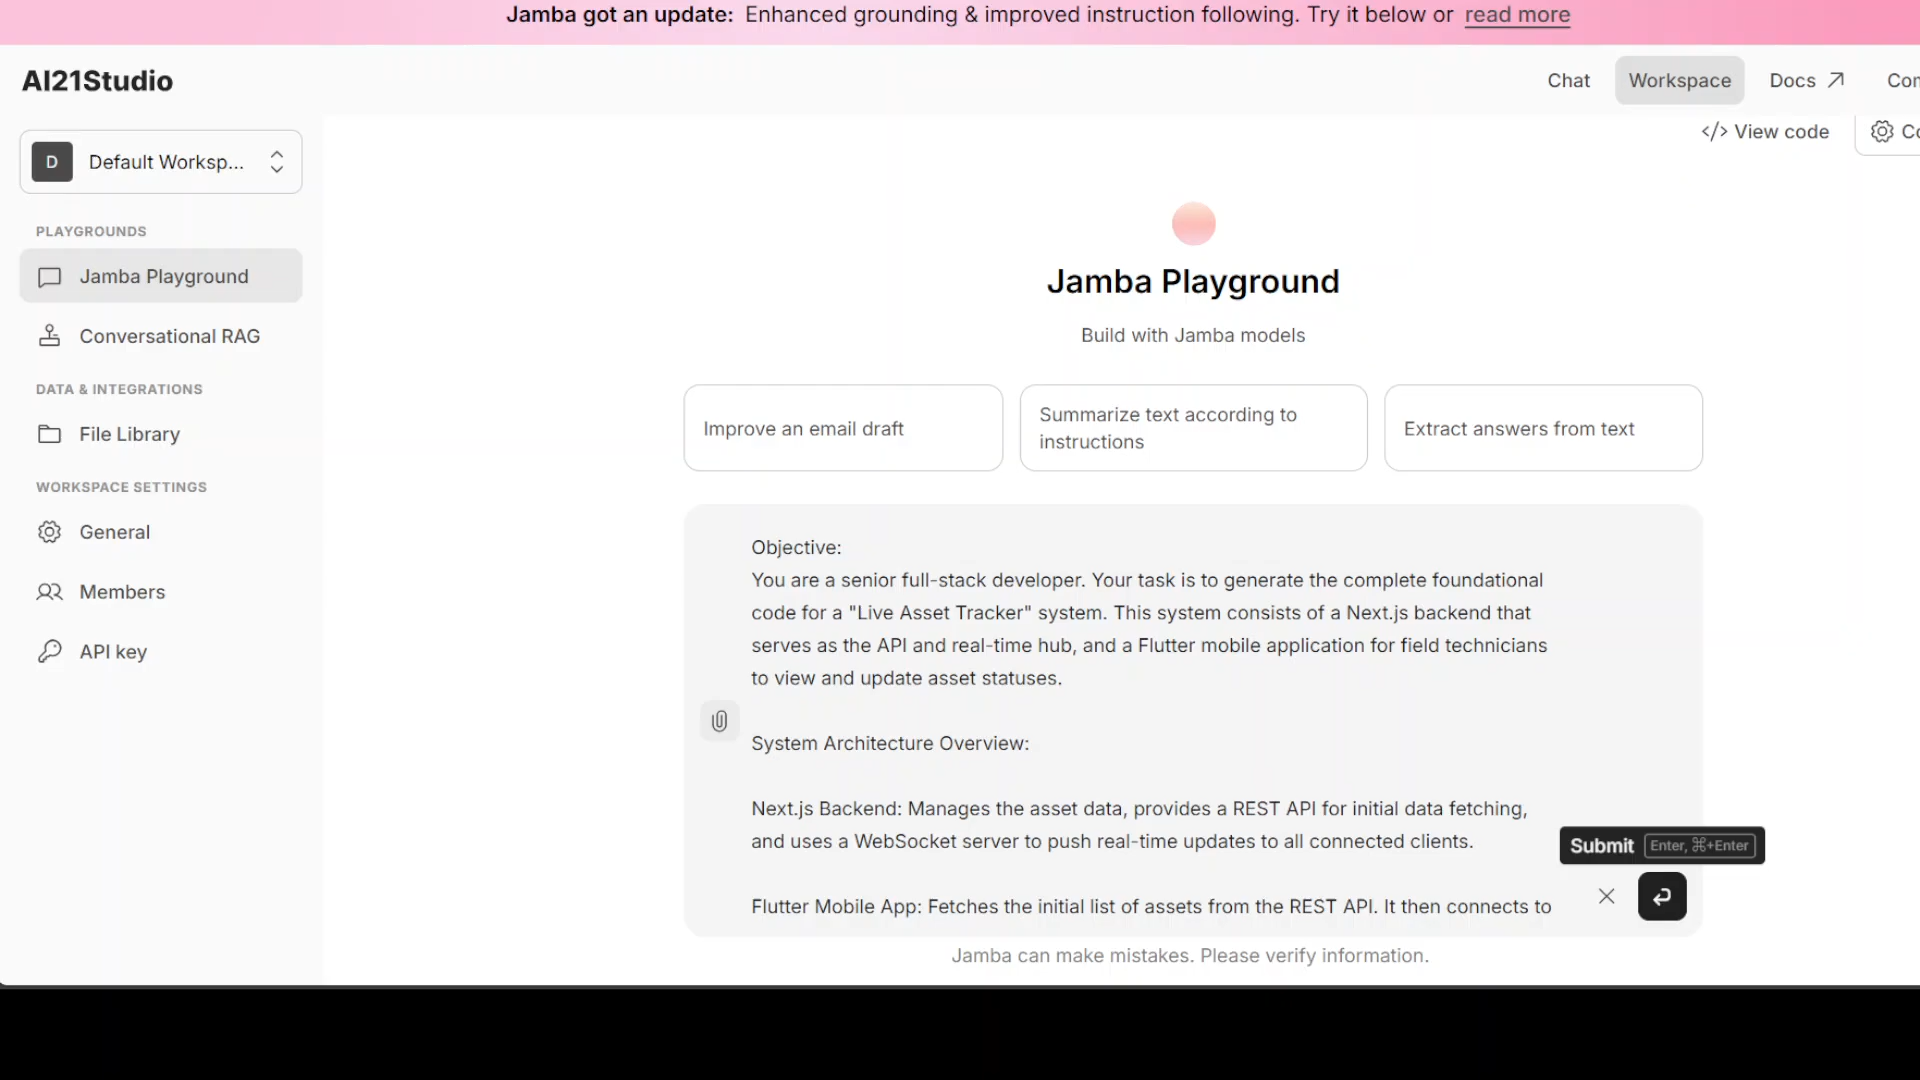 Jamba got an update: Enhanced grounding & improved instruction following. Try it below or read more
AI21Studio
Chat
Workspace
Docs
D
Default Worksp...
</> View code
PLAYGROUNDS
Jamba Playground
Conversational RAG
DATA & INTEGRATIONS
File Library
WORKSPACE SETTINGS
General
Members
API key
Jamba Playground
Build with Jamba models
Improve an email draft
Summarize text according to
instructions
Extract answers from text
Objective:
You are a senior full-stack developer. Your task is to generate the complete foundational
code for a "Live Asset Tracker" system. This system consists of a Next.js backend that
serves as the API and real-time hub, and a Flutter mobile application for field technicians
to view and update asset statuses.
System Architecture Overview:
Next.js Backend: Manages the asset data, provides a REST API for initial data fetching,
and uses a WebSocket server to push real-time updates to all connected clients.
Flutter Mobile App: Fetches the initial list of assets from the REST API. It then connects to
Submit Enter, ⌘+Enter
Jamba can make mistakes. Please verify information.